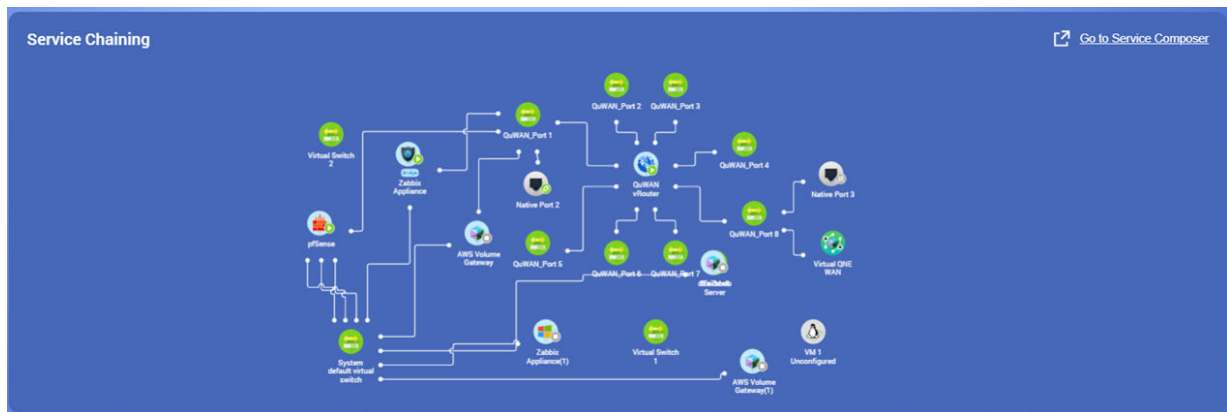 Service Chaining
Go to Service Composer
QuWAN_Port 2
QuWAN_Port 3
QuWAN_Port 1
Virtual Switch
2
QuWAN_Port 4
Zabbix
Appliance
QuWAN
vRouter
Native Port 3
Native Port 2
pfSense
QuWAN_Port 8
AWS Volume
Gateway
QuWAN_Port 5
QuWAN_Port 6
QuWAN_Port 7
Virtual QNE
WAN
Server
System
default virtual
switch
Zabbix
Appliance(1)
Virtual Switch
1
VM 1
Unconfigured
AWS Volume
Gateway(1)